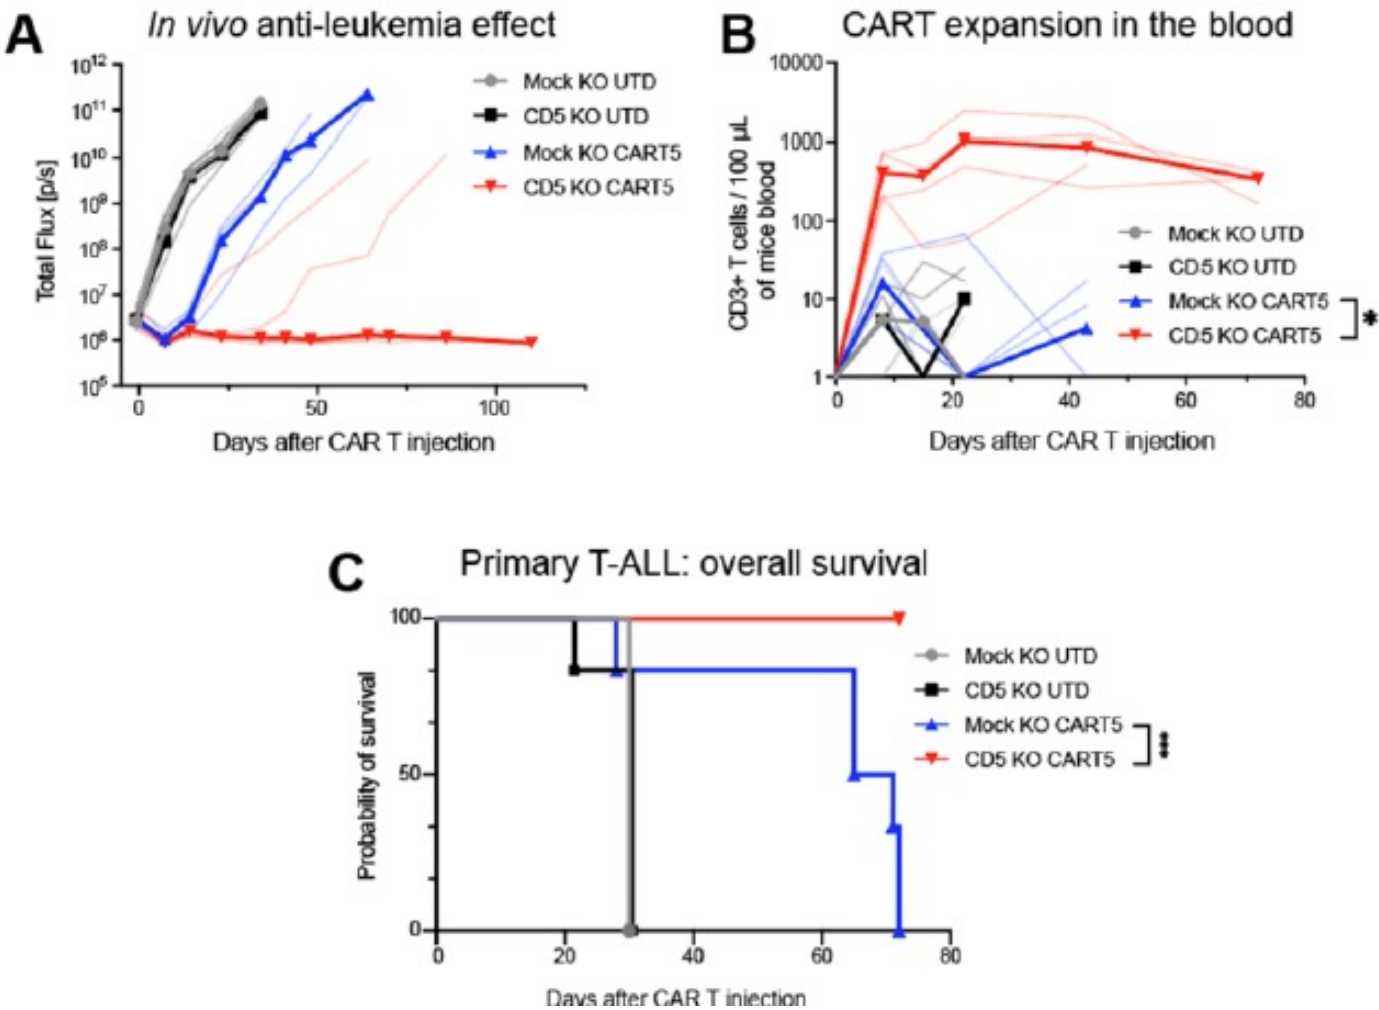 A
In vivo anti-leukemia effect
10¹²
10¹¹
10¹⁰
10⁹
10⁸
10⁷
10⁶
10⁵
Total Flux [p/s]
0
50
100
Days after CAR T injection
Mock KO UTD
CD5 KO UTD
Mock KO CART5
CD5 KO CART5
B
CART expansion in the blood
10000
1000
100
10
1
CD3+ T cells / 100 µL
of mice blood
0
20
40
60
80
Days after CAR T injection
Mock KO UTD
CD5 KO UTD
Mock KO CART5
CD5 KO CART5
*
C
Primary T-ALL: overall survival
100
50
0
Probability of survival
0
20
40
60
80
Days after CAR T injection
Mock KO UTD
CD5 KO UTD
Mock KO CART5
CD5 KO CART5
***